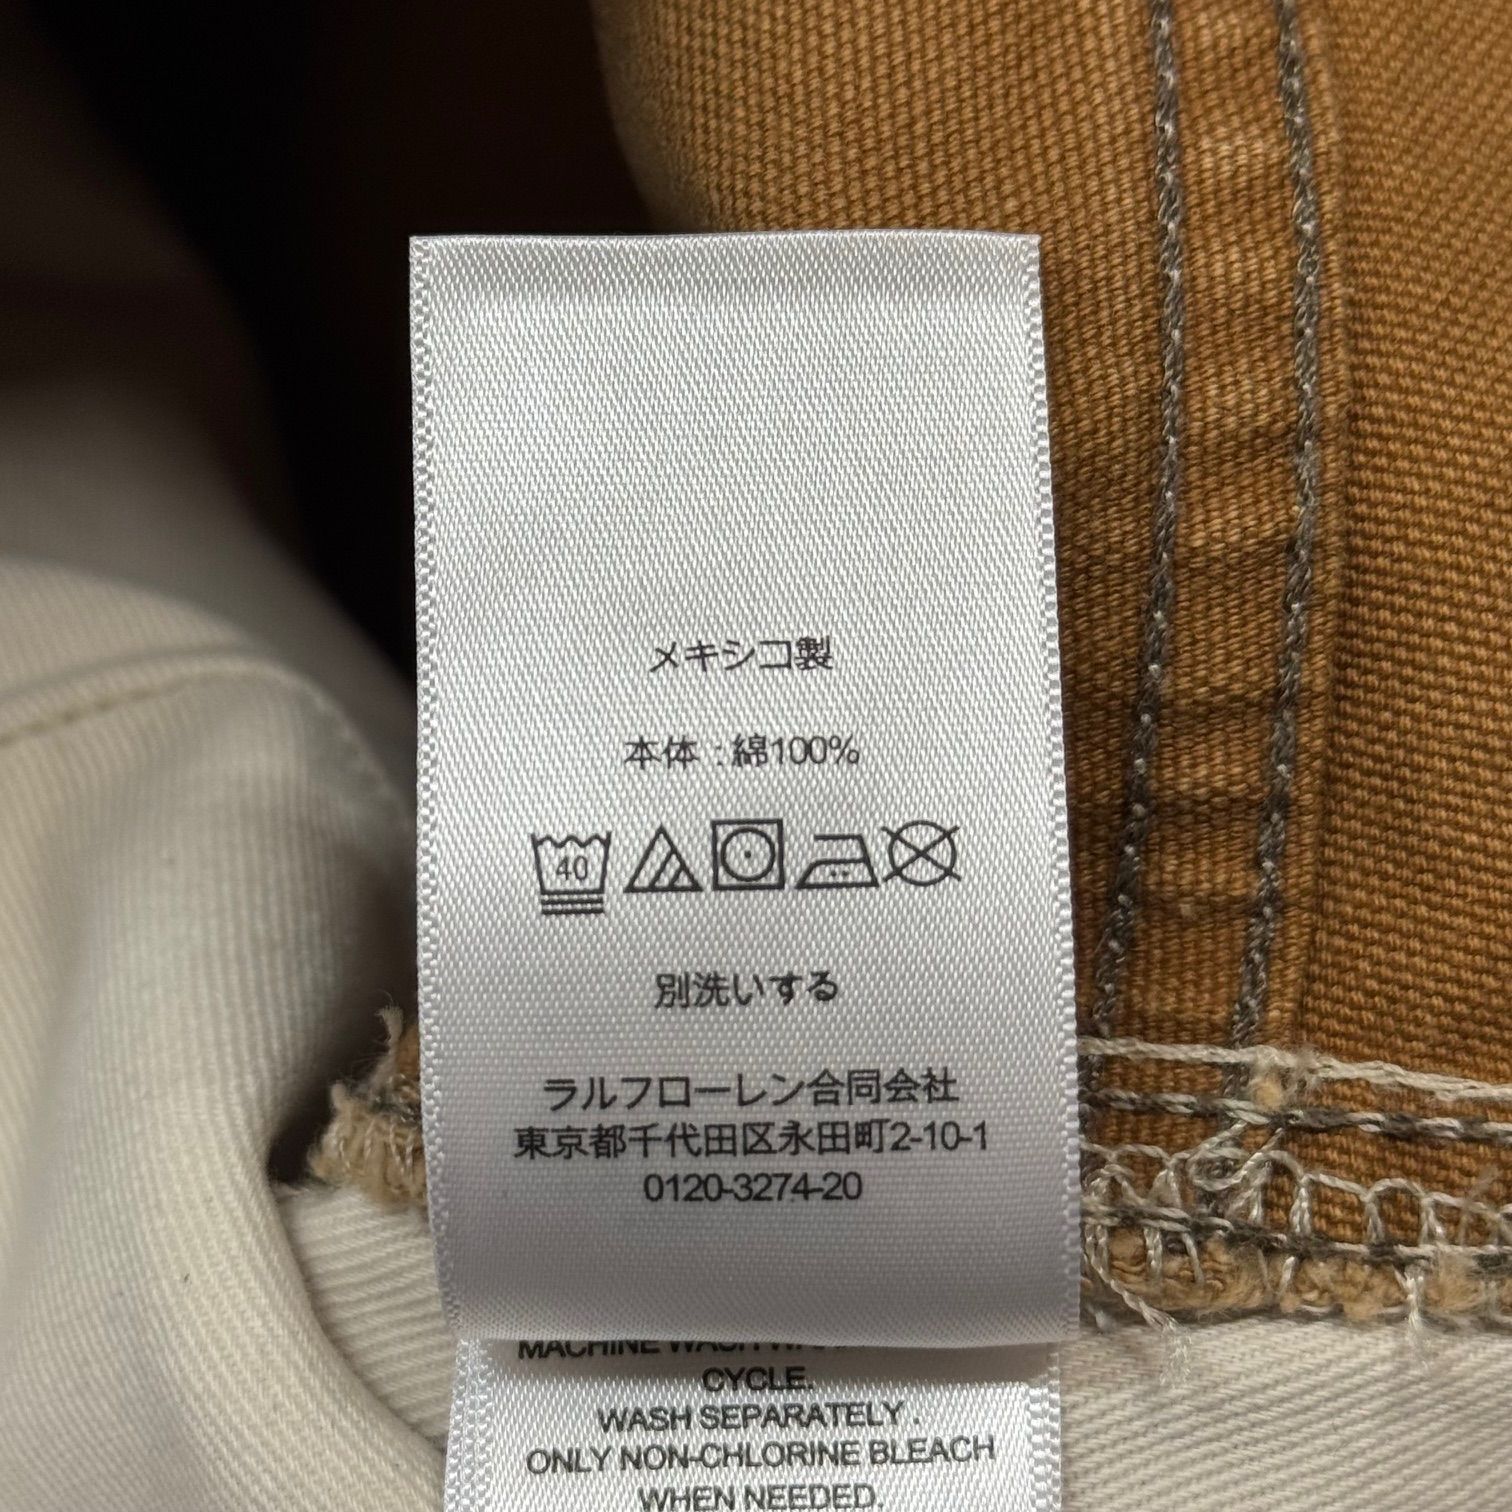 メキシコ製
本体 : 綿100%
40
別洗いする
ラルフローレン合同会社
東京都千代田区永田町2-10-1
0120-3274-20
MACHINE WASH
CYCLE.
WASH SEPARATELY .
ONLY NON-CHLORINE BLEACH
WHEN NEEDED.